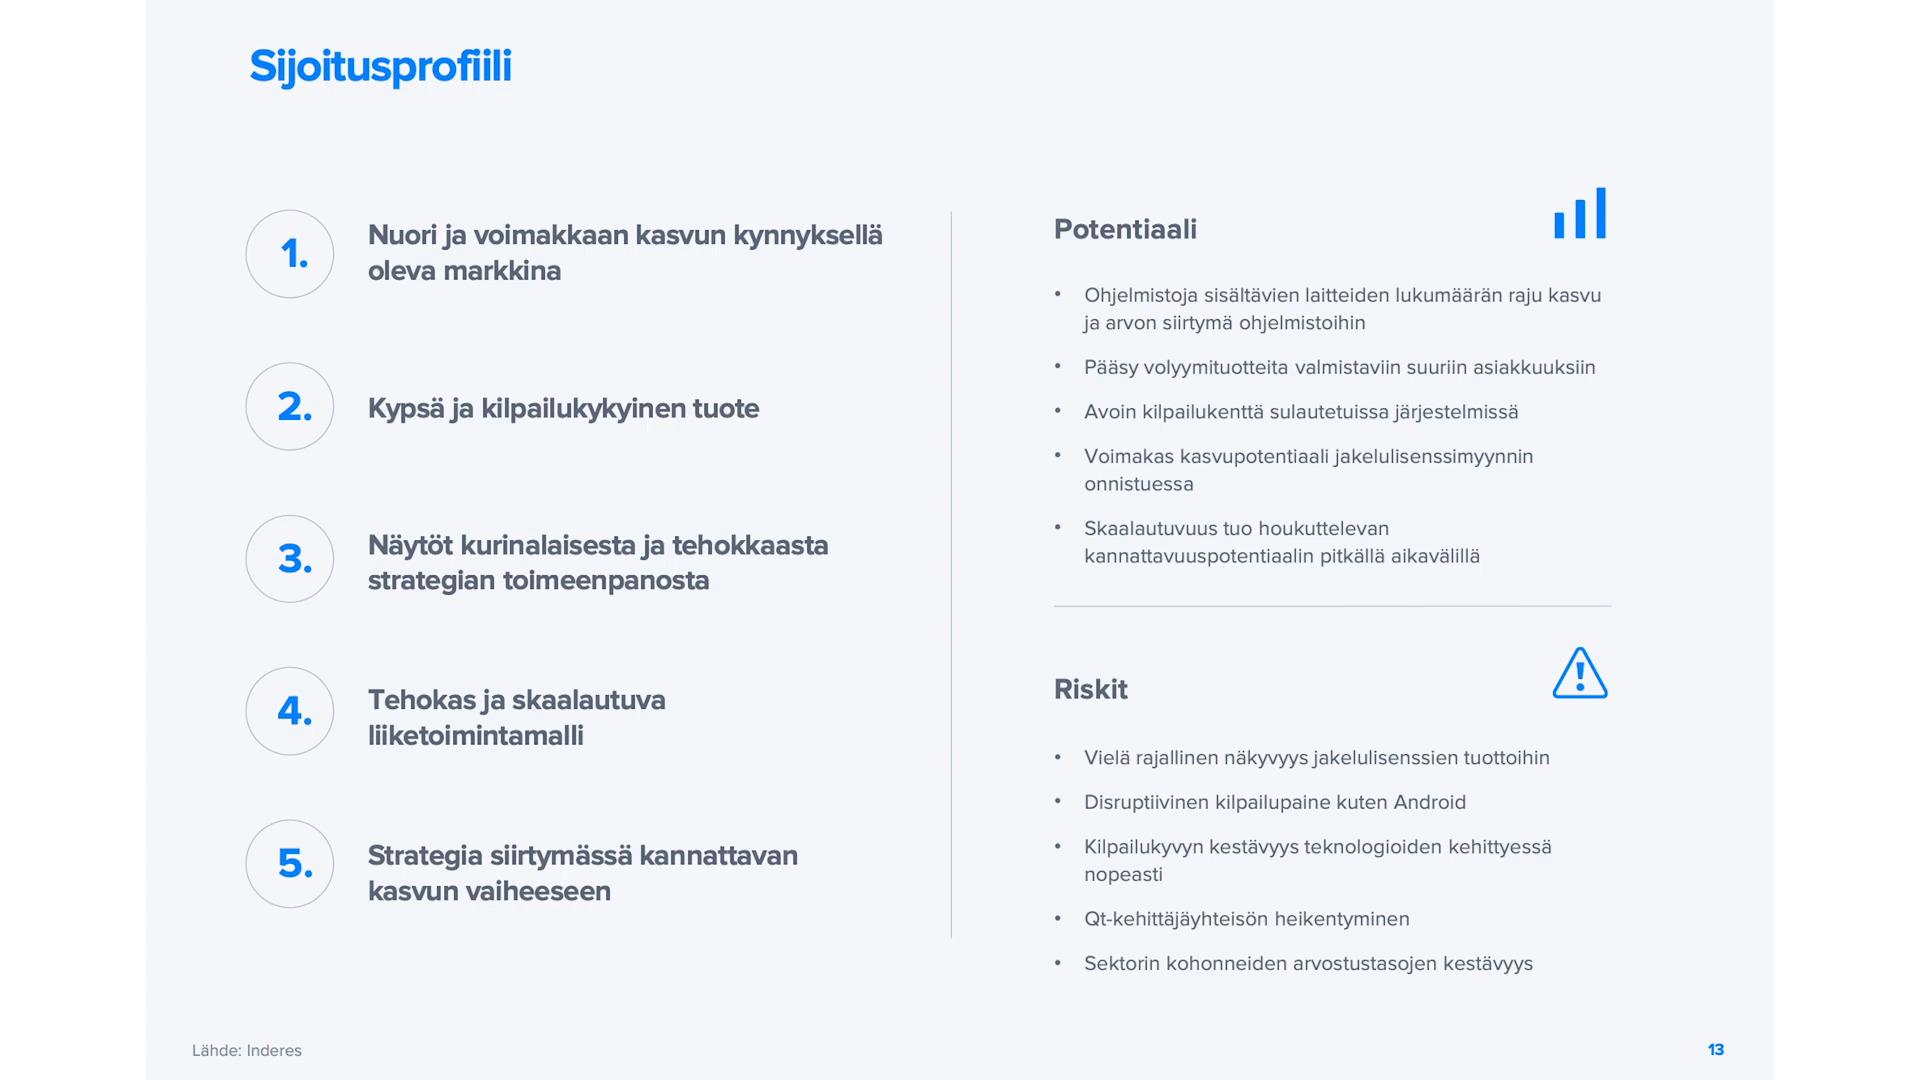 Sijoitusprofiili
1.
Nuori ja voimakkaan kasvun kynnyksellä
oleva markkina
2.
Kypsä ja kilpailukykyinen tuote
3.
Näytöt kurinalaisesta ja tehokkaasta
strategian toimeenpanosta
4.
Tehokas ja skaalautuva
liiketoimintamalli
5.
Strategia siirtymässä kannattavan
kasvun vaiheeseen
Potentiaali
• Ohjelmistoja sisältävien laitteiden lukumäärän raju kasvu
ja arvon siirtymä ohjelmistoihin
• Pääsy volyymituotteita valmistaviin suuriin asiakkuuksiin
• Avoin kilpailukenttä sulautetuissa järjestelmissä
• Voimakas kasvupotentiaali jakelulisenssimyynnin
onnistuessa
• Skaalautuvuus tuo houkuttelevan
kannattavuuspotentiaalin pitkällä aikavälillä
Riskit
• Vielä rajallinen näkyvyys jakelulisenssien tuottoihin
• Disruptiivinen kilpailupaine kuten Android
• Kilpailukyvyn kestävyys teknologioiden kehittyessä
nopeasti
• Qt-kehittäjäyhteisön heikentyminen
• Sektorin kohonneiden arvostustasojen kestävyys
Lähde: Inderes
13